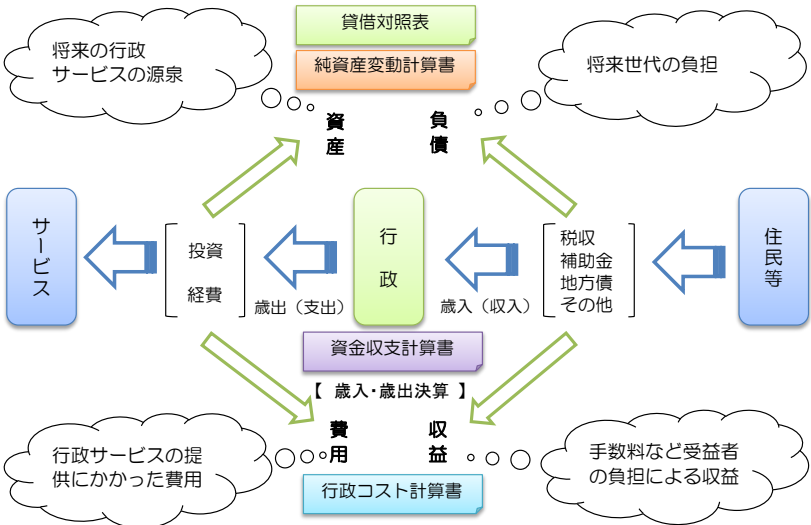 貸借対照表
純資産変動計算書
将来の行政
サービスの源泉
将来世代の負担
資産
負債
サービス
投資
経費
歳出（支出）
行政
歳入（収入）
税収
補助金
地方債
その他
住民等
資金収支計算書
【 歳入・歳出決算 】
費用
収益
行政サービスの提
供にかかった費用
手数料など受益者
の負担による収益
行政コスト計算書